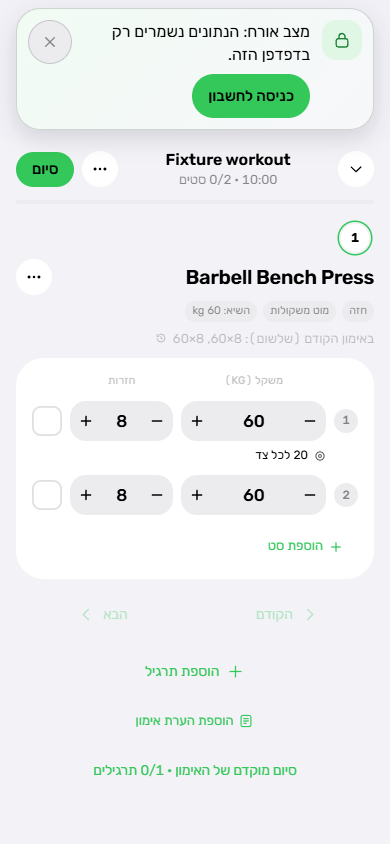 מצב אורח: הנתונים נשמרים רק
בדפדפן הזה.
כניסה לחשבון
Fixture workout
10:00 • 0/2 סטים
סיום
1
Barbell Bench Press
חזה
מוט משקולות
השיא: 60 kg
באימון הקודם (שלשום): 8×60, 8×60
משקל (KG)
חזרות
1
− 60 +
− 8 +
20 לכל צד
2
− 60 +
− 8 +
+ הוספת סט
הקודם
הבא
+ הוספת תרגיל
הוספת הערת אימון
סיום מוקדם של האימון • 0/1 תרגילים